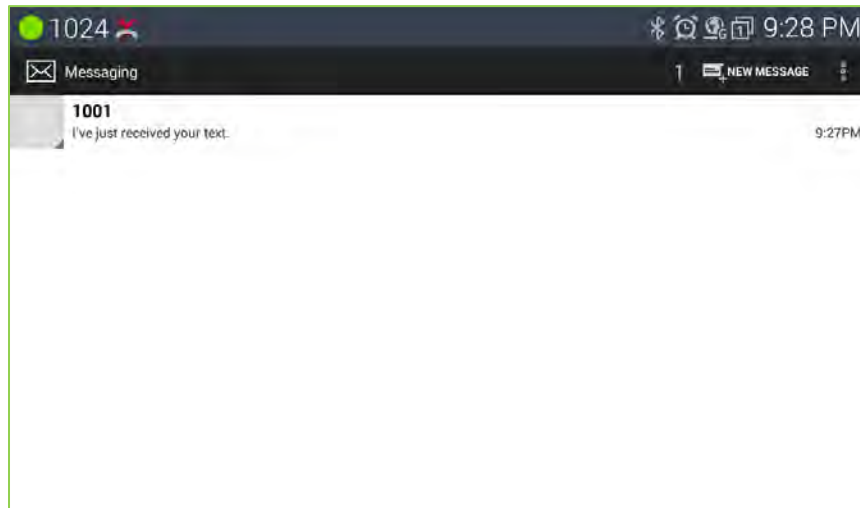 1024 9:28 PM
Messaging 1 NEW MESSAGE
1001
I've just received your text.
9:27PM